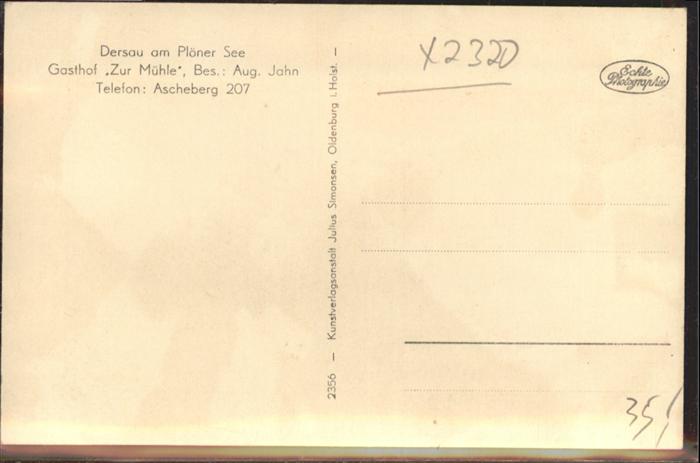 Dersau am Plöner See
Gasthof „Zur Mühle", Bes.: Aug. Jahn
Telefon: Ascheberg 207
2356 — Kunstverlagsanstalt Julius Simonsen, Oldenburg i. Holst. —
X2320
Echte
Photographie
35,